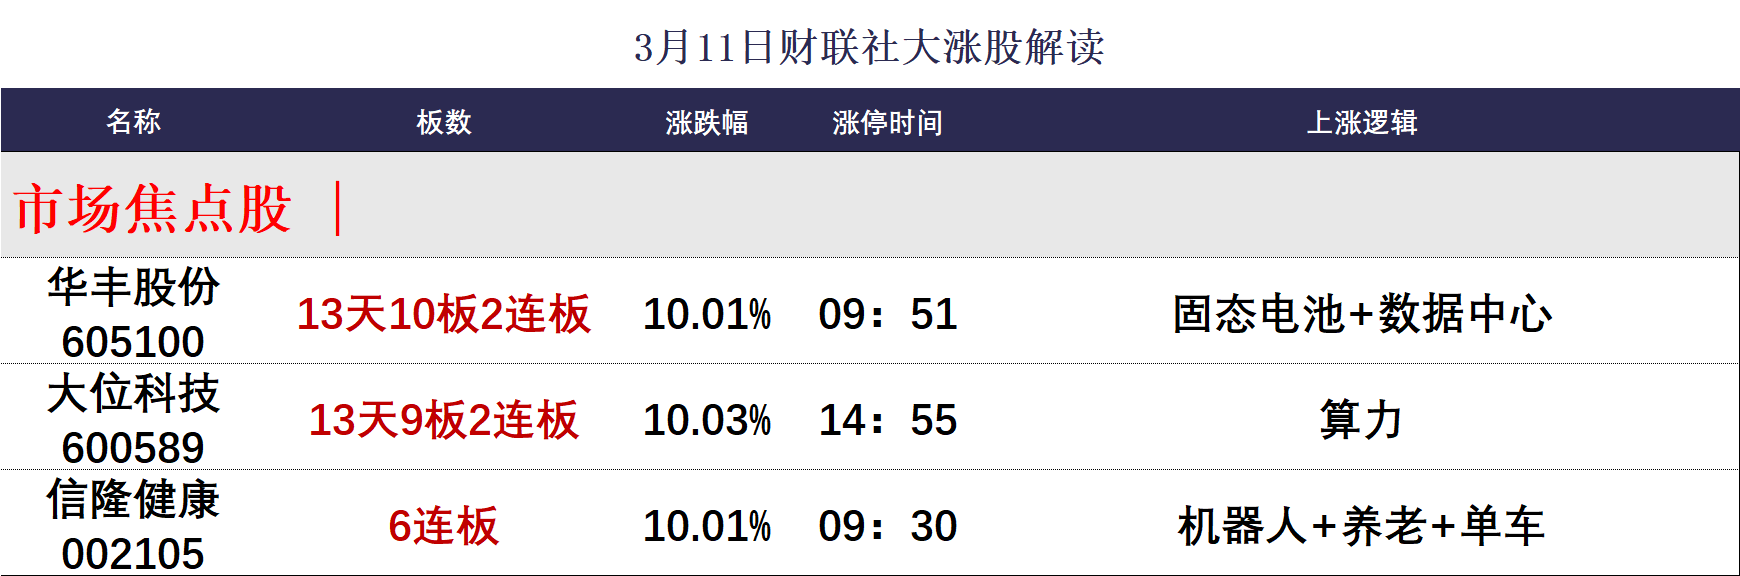 3月11日财联社大涨股解读
名称 板数 涨跌幅 涨停时间 上涨逻辑
市场焦点股 ｜
华丰股份
605100 13天10板2连板 10.01% 09：51 固态电池+数据中心
大位科技
600589 13天9板2连板 10.03% 14：55 算力
信隆健康
002105 6连板 10.01% 09：30 机器人+养老+单车